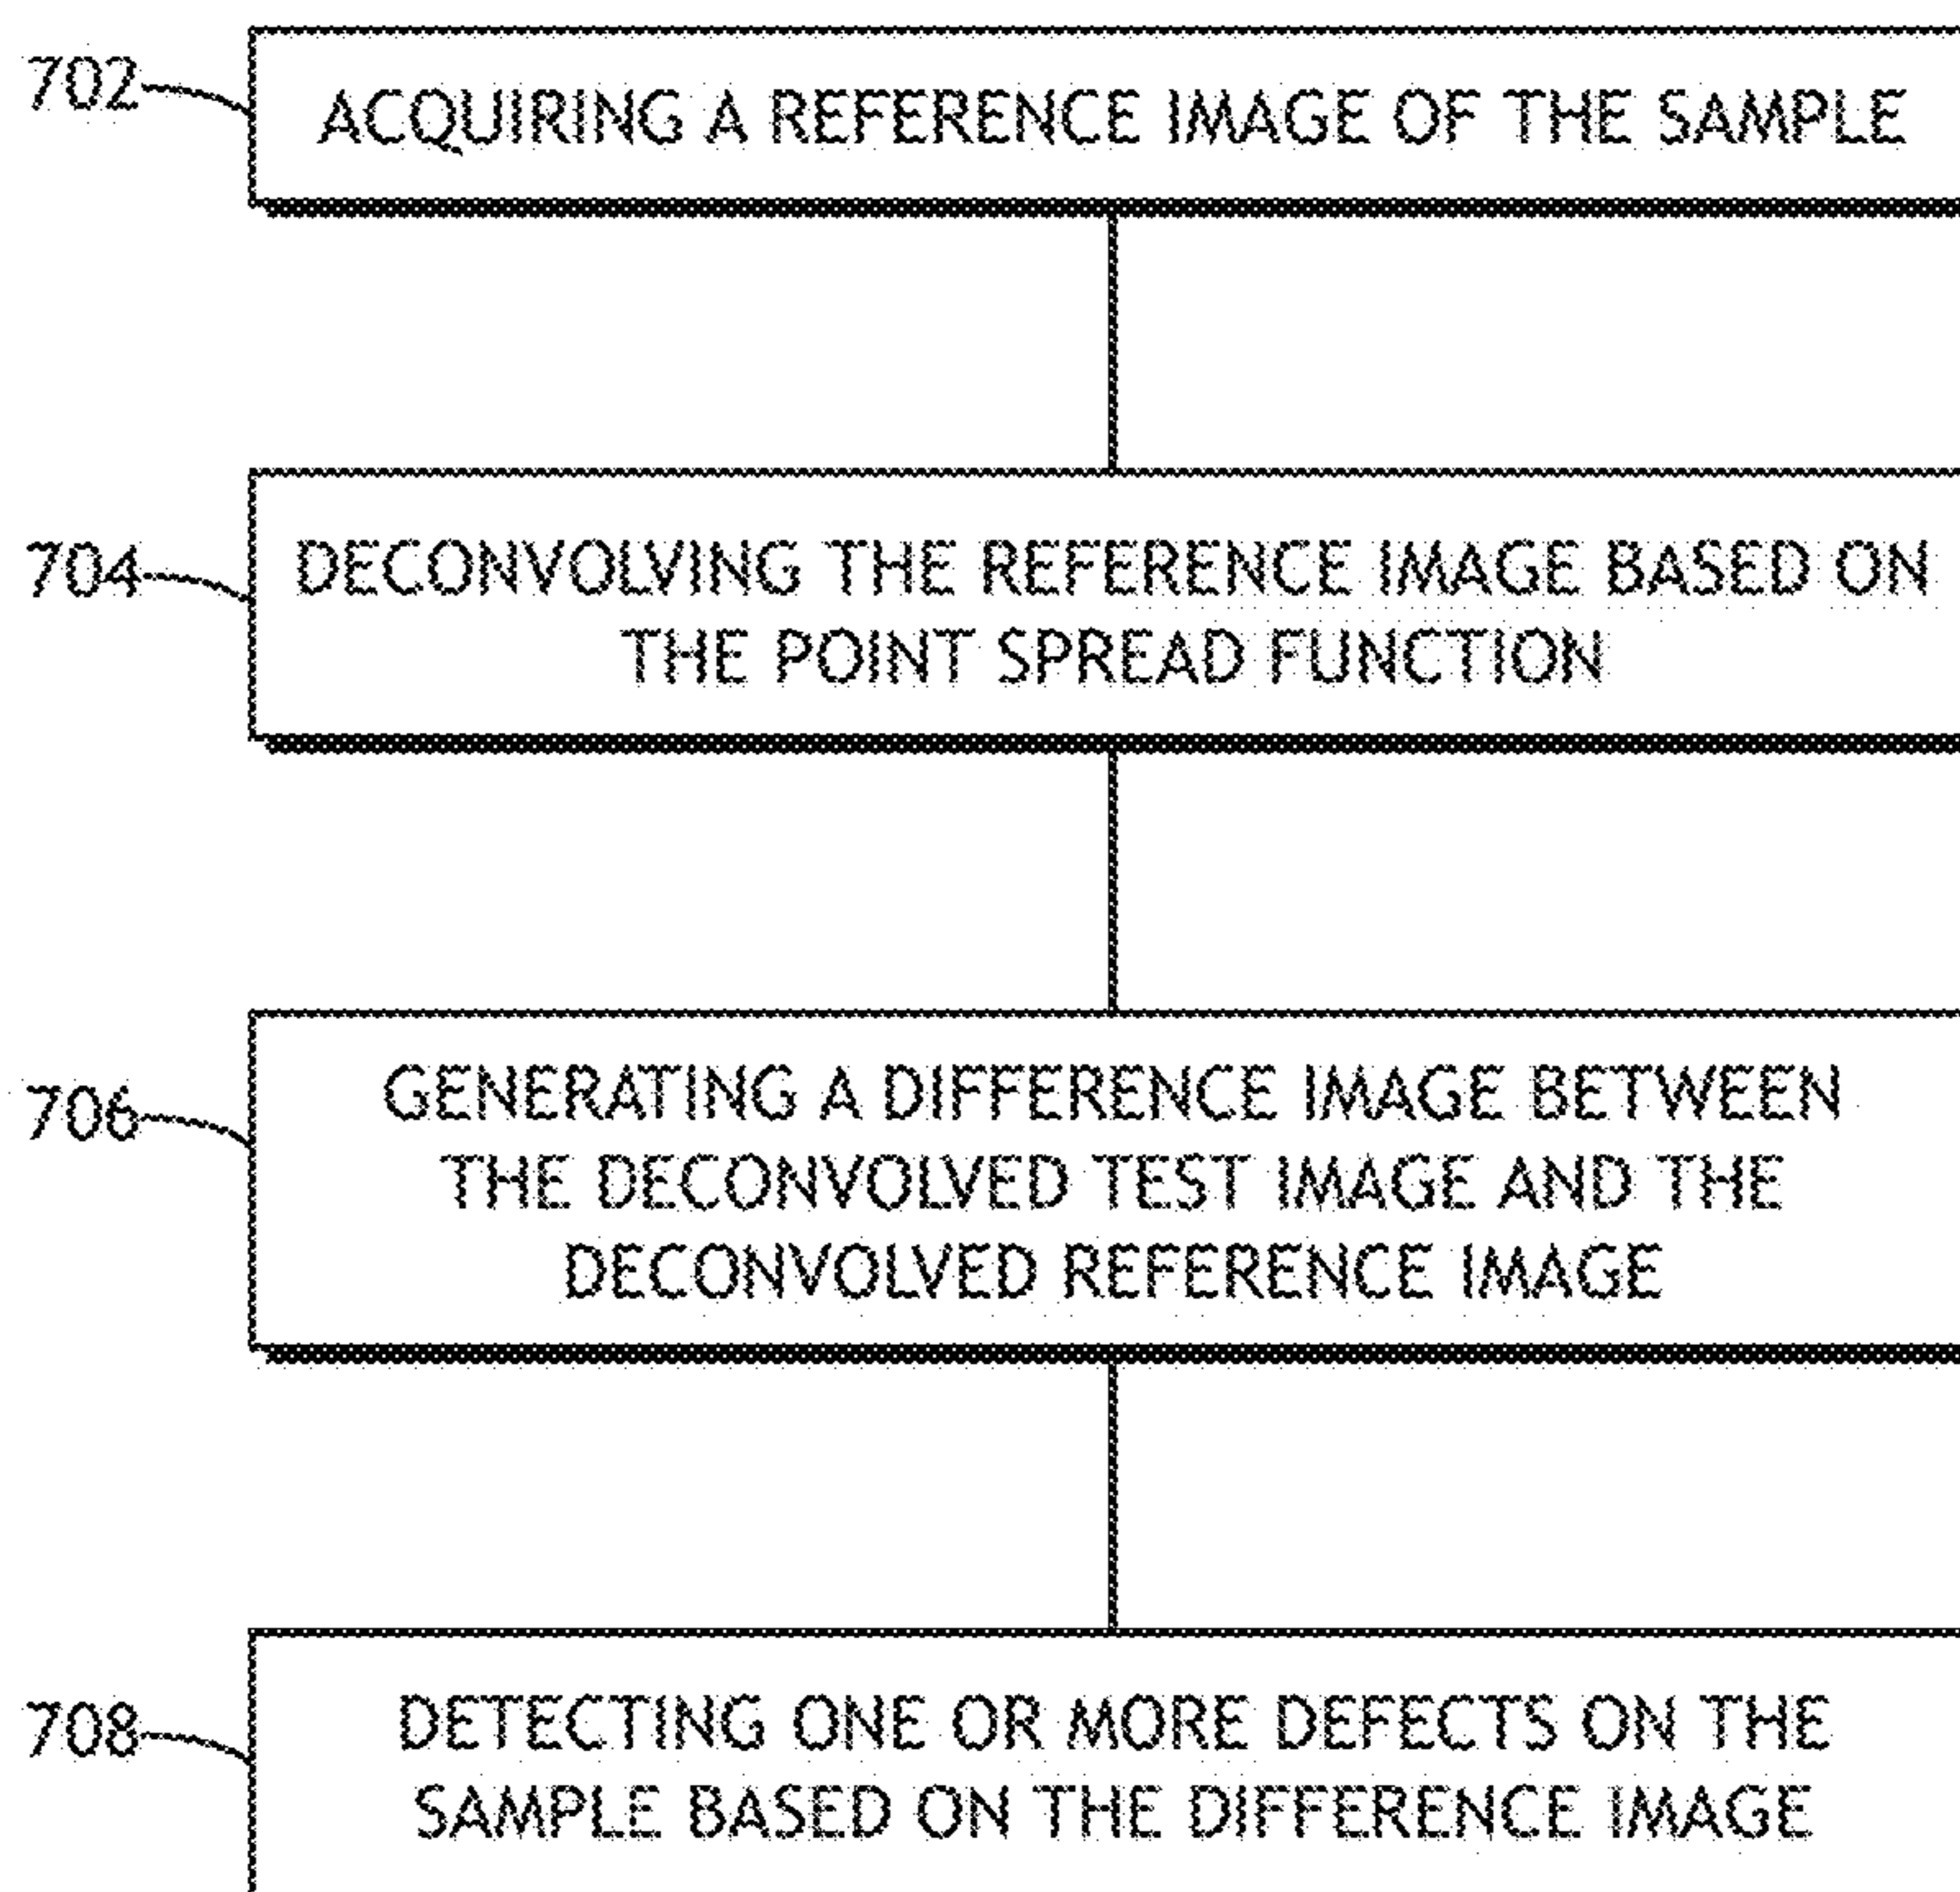 702
ACQUIRING A REFERENCE IMAGE OF THE SAMPLE
704
DECONVOLVING THE REFERENCE IMAGE BASED ON
THE POINT SPREAD FUNCTION
706
GENERATING A DIFFERENCE IMAGE BETWEEN
THE DECONVOLVED TEST IMAGE AND THE
DECONVOLVED REFERENCE IMAGE
708
DETECTING ONE OR MORE DEFECTS ON THE
SAMPLE BASED ON THE DIFFERENCE IMAGE